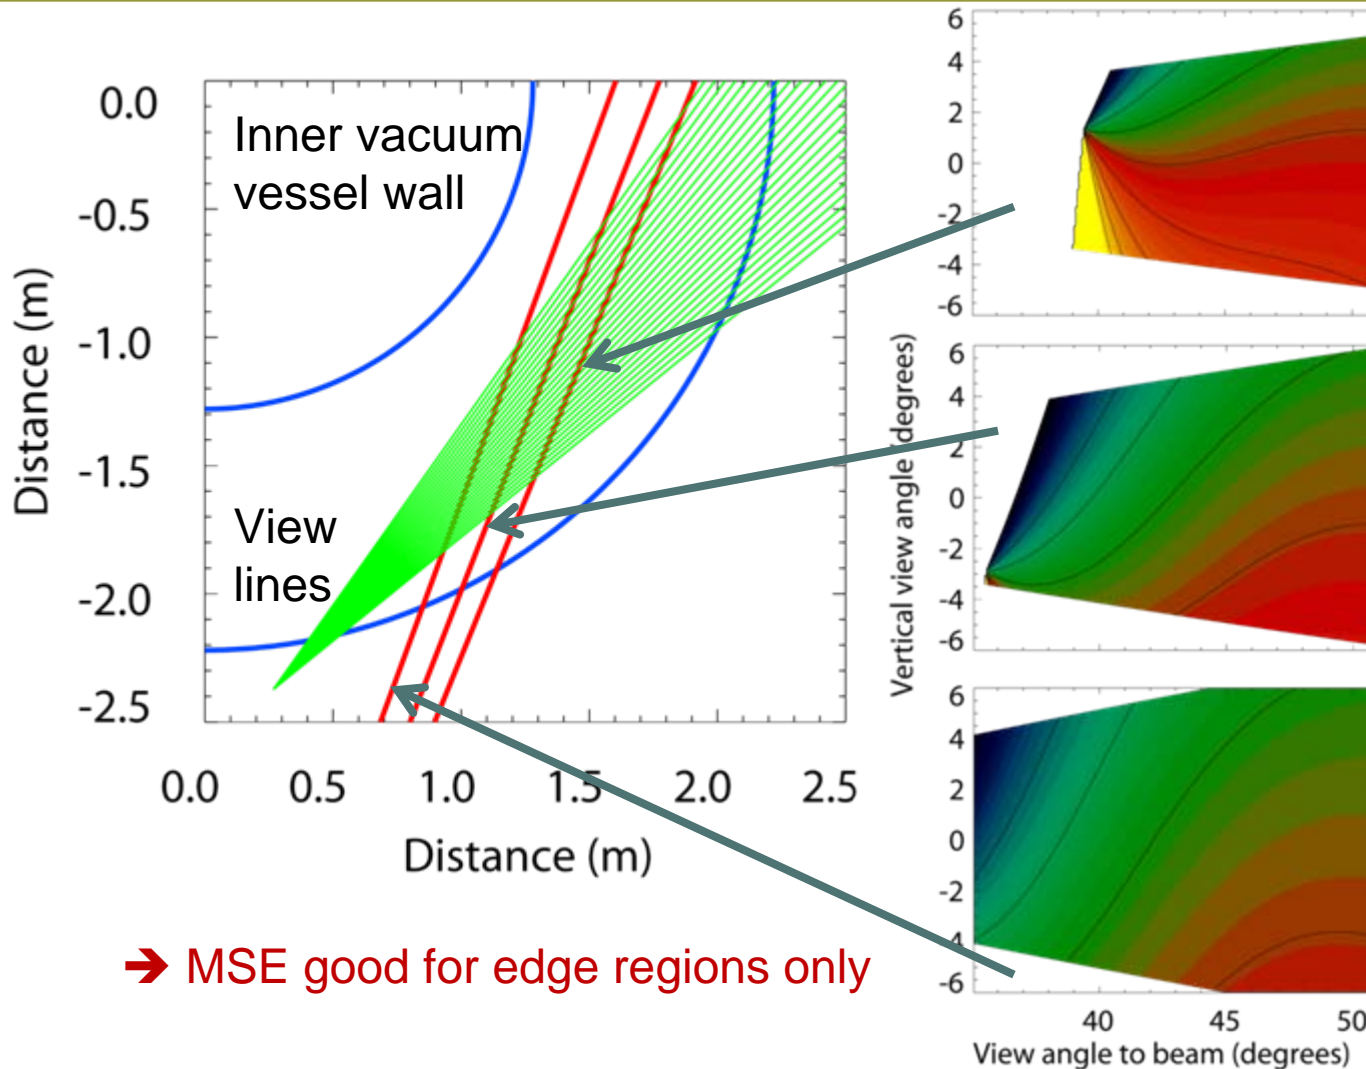 0.0
-0.5
-1.0
-1.5
-2.0
-2.5
Distance (m)
Inner vacuum
vessel wall
View
lines
0.0 0.5 1.0 1.5 2.0 2.5
Distance (m)
➔ MSE good for edge regions only
6
4
2
0
-2
-4
-6
6
4
2
0
-2
-4
-6
6
4
2
0
-2
-4
-6
Vertical view angle (degrees)
40 45 50
View angle to beam (degrees)